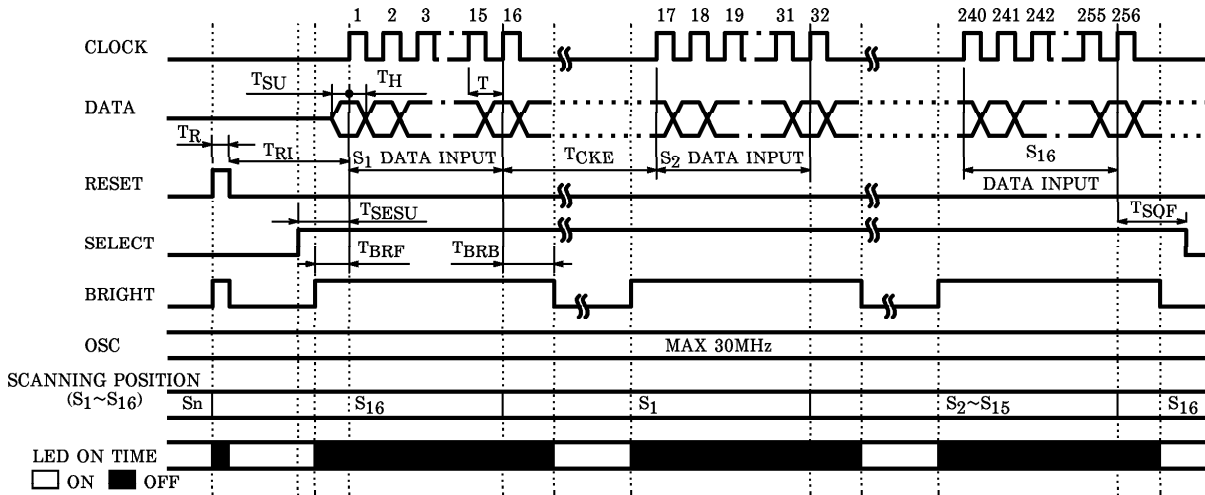 1 2 3 15 16 17 18 19 31 32 240 241 242 255 256
CLOCK
TSU TH T
DATA
TR TRI S1 DATA INPUT TCKE S2 DATA INPUT S16
RESET DATA INPUT
TSESU TSOF
SELECT
TBRF TBRB
BRIGHT
OSC MAX 30MHz
SCANNING POSITION
(S1~S16) Sn S16 S1 S2~S15 S16
LED ON TIME
ON OFF